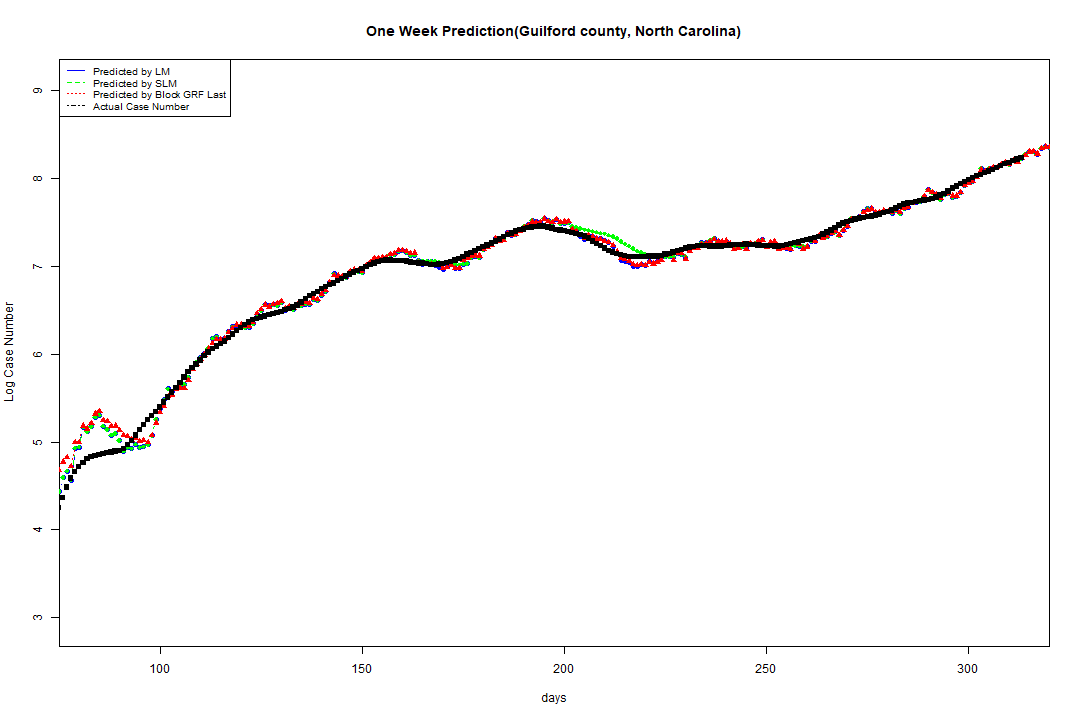 One Week Prediction(Guilford county, North Carolina)
Predicted by LM
Predicted by SLM
Predicted by Block GRF Last
Actual Case Number
9
8
7
6
5
4
3
Log Case Number
100 150 200 250 300
days